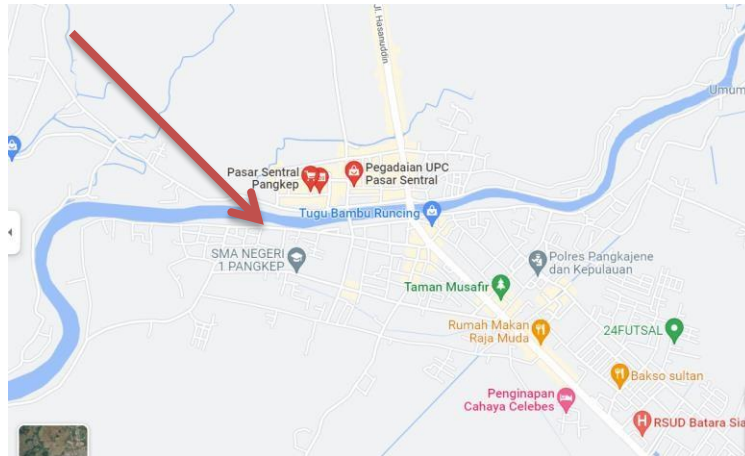 Jl. Hasanuddin
Umum
Pasar Sentral
Pangkep
Pegadaian UPC
Pasar Sentral
Tugu Bambu Runcing
SMA NEGERI
1 PANGKEP
Polres Pangkajene
dan Kepulauan
Taman Musafir
Rumah Makan
Raja Muda
24FUTSAL
Bakso sultan
Penginapan
Cahaya Celebes
H
RSUD Batara Sia